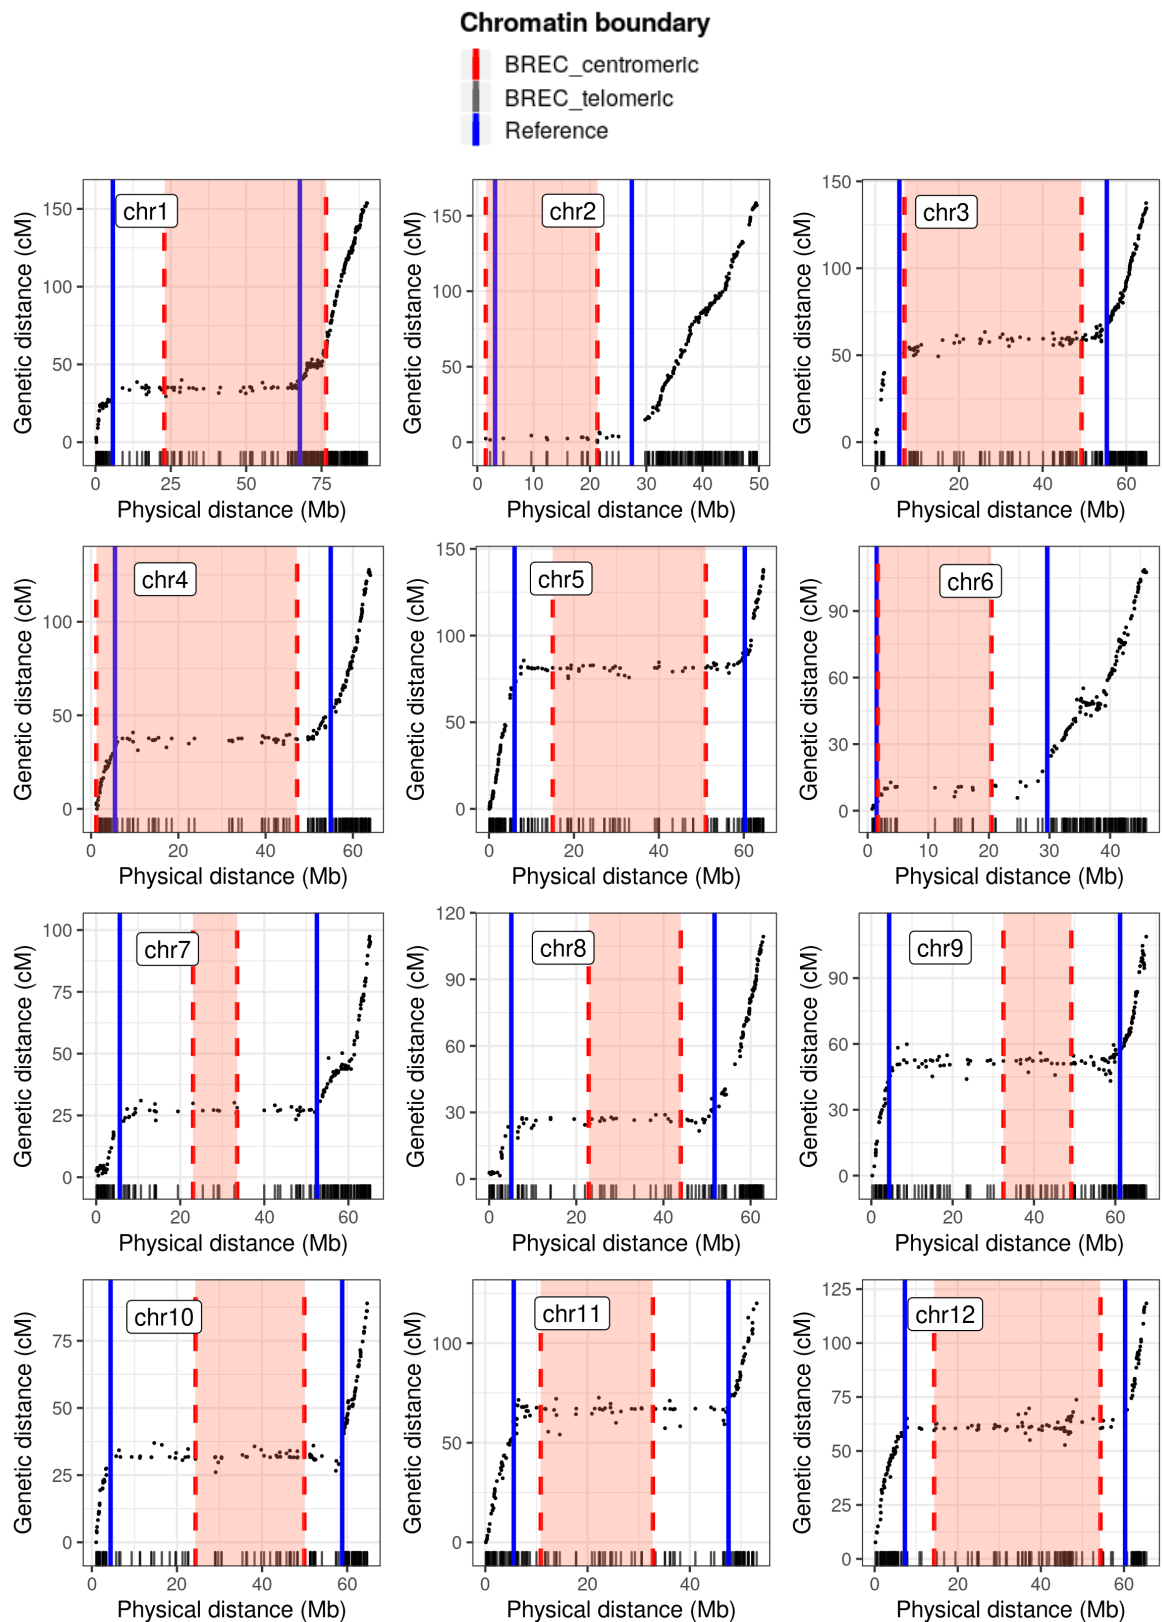 Chromatin boundary
BREC_centromeric
BREC_telomeric
Reference
chr1
Genetic distance (cM)
150
100
50
0
0 25 50 75
Physical distance (Mb)
chr2
Genetic distance (cM)
150
100
50
0
0 10 20 30 40 50
Physical distance (Mb)
chr3
Genetic distance (cM)
150
100
50
0
0 20 40 60
Physical distance (Mb)
chr4
Genetic distance (cM)
100
50
0
0 20 40 60
Physical distance (Mb)
chr5
Genetic distance (cM)
150
100
50
0
0 20 40 60
Physical distance (Mb)
chr6
Genetic distance (cM)
90
60
30
0
0 10 20 30 40
Physical distance (Mb)
chr7
Genetic distance (cM)
100
75
50
25
0
0 20 40 60
Physical distance (Mb)
chr8
Genetic distance (cM)
120
90
60
30
0
0 20 40 60
Physical distance (Mb)
chr9
Genetic distance (cM)
90
60
30
0
0 20 40 60
Physical distance (Mb)
chr10
Genetic distance (cM)
75
50
25
0
0 20 40 60
Physical distance (Mb)
chr11
Genetic distance (cM)
100
50
0
0 20 40
Physical distance (Mb)
chr12
Genetic distance (cM)
125
100
75
50
25
0
0 20 40 60
Physical distance (Mb)